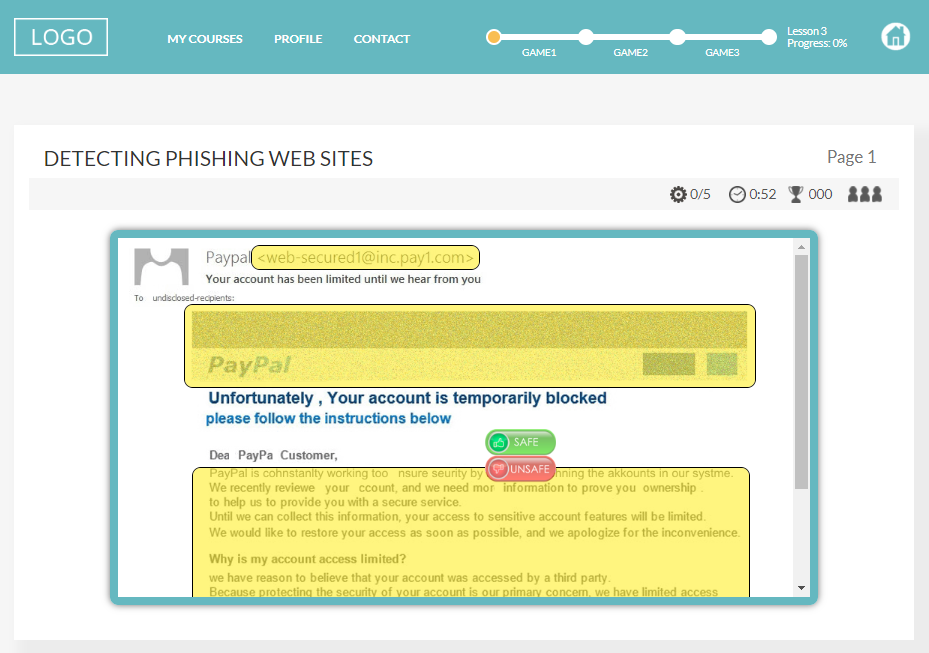 LOGO
MY COURSES PROFILE CONTACT
GAME1 GAME2 GAME3
Lesson 3
Progress: 0%
DETECTING PHISHING WEB SITES
Page 1
0/5 0:52 000
Paypal <web-secured1@inc.pay1.com>
Your account has been limited until we hear from you
To undisclosed-recipients:
PayPal
Unfortunately , Your account is temporarily blocked
please follow the instructions below
Dea PayPa Customer,
SAFE
UNSAFE
PayPal is cohnstanlty working too nsure seurity by nning the akkounts in our systme.
We recently reviewe your ccount, and we need mor information to prove you ownership .
to help us to provide you with a secure service.
Until we can collect this information, your access to sensitive account features will be limited.
We would like to restore your access as soon as possible, and we apologize for the inconvenience.
Why is my account access limited?
we have reason to believe that your account was accessed by a third party.
Because protecting the security of your account is our primary concern, we have limited access